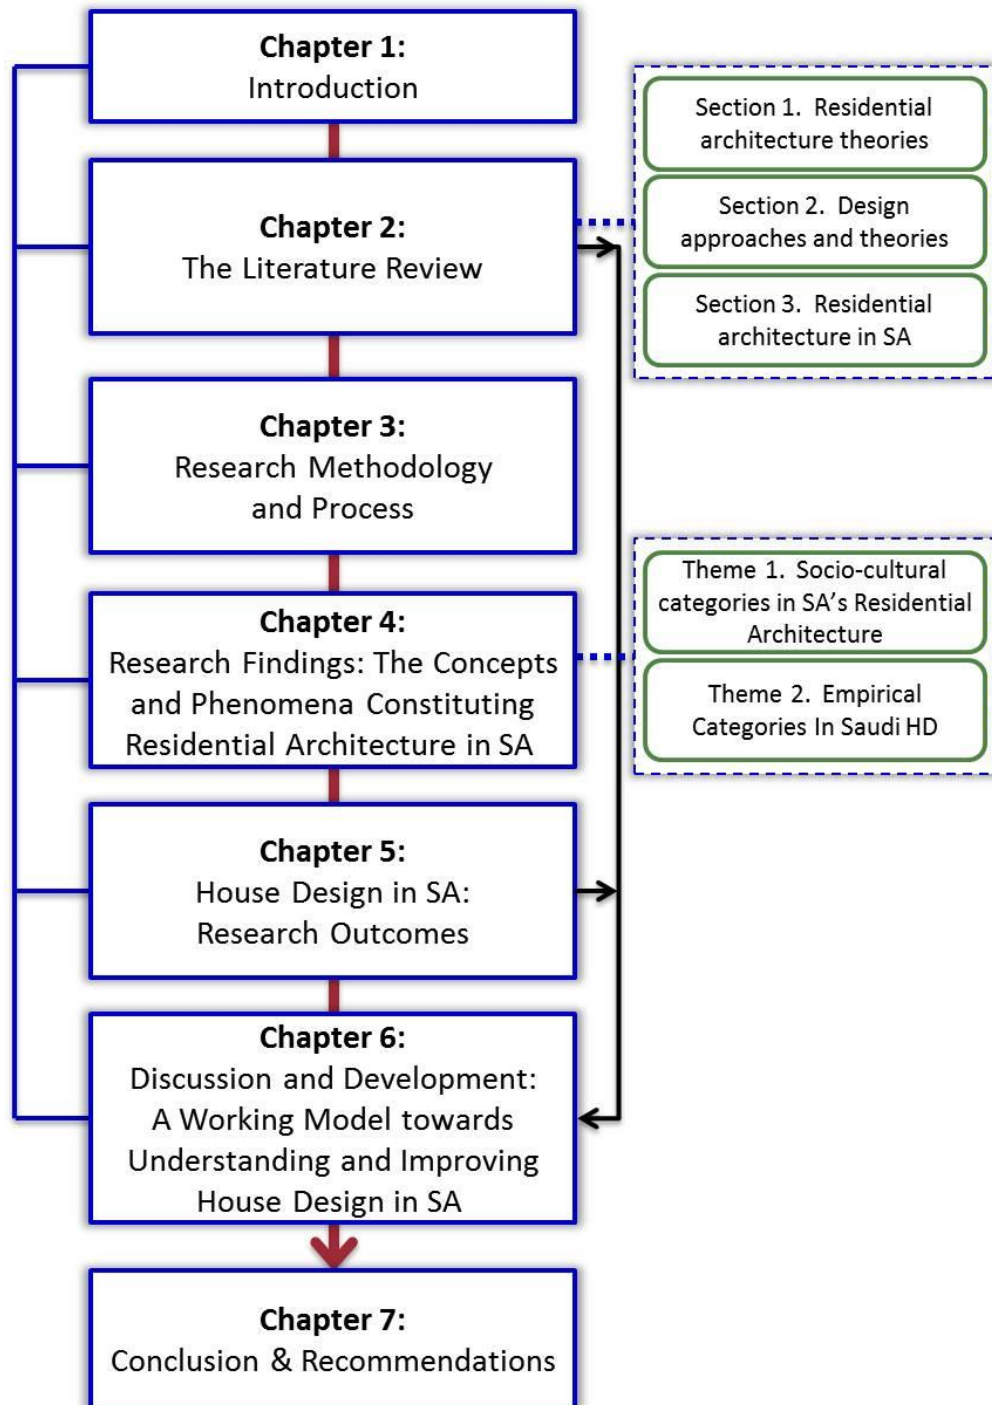 Chapter 1:
Introduction
Chapter 2:
The Literature Review
Section 1. Residential
architecture theories
Section 2. Design
approaches and theories
Section 3. Residential
architecture in SA
Chapter 3:
Research Methodology
and Process
Chapter 4:
Research Findings: The Concepts
and Phenomena Constituting
Residential Architecture in SA
Theme 1. Socio-cultural
categories in SA's Residential
Architecture
Theme 2. Empirical
Categories In Saudi HD
Chapter 5:
House Design in SA:
Research Outcomes
Chapter 6:
Discussion and Development:
A Working Model towards
Understanding and Improving
House Design in SA
Chapter 7:
Conclusion & Recommendations